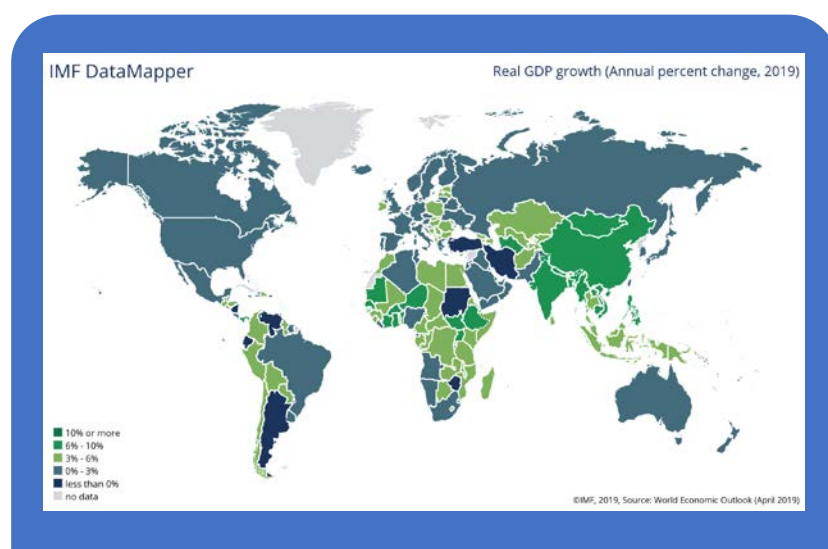 IMF DataMapper
Real GDP growth (Annual percent change, 2019)
10% or more
6% - 10%
3% - 6%
0% - 3%
less than 0%
no data
©IMF, 2019, Source: World Economic Outlook (April 2019)